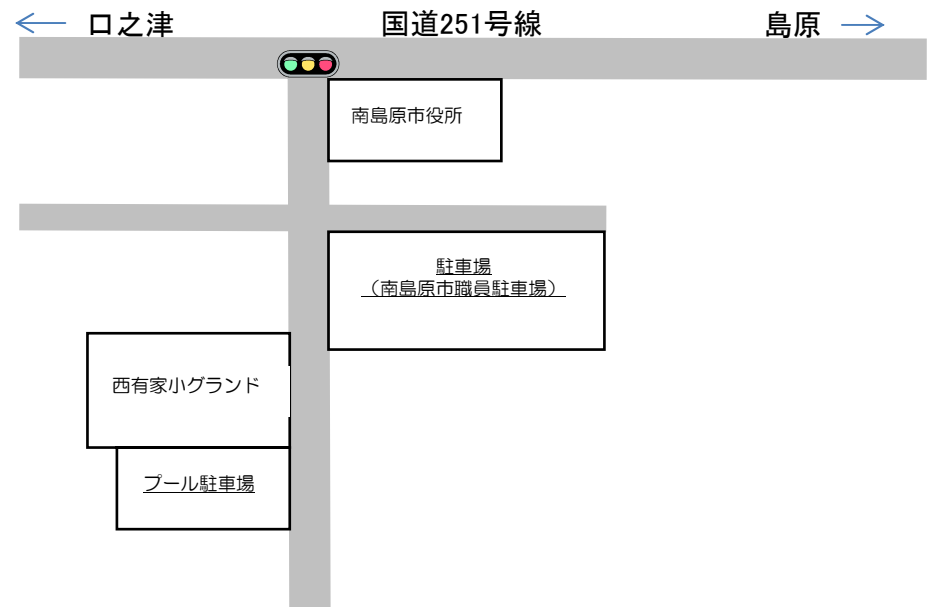 口之津
国道251号線
島原
南島原市役所
駐車場
（南島原市職員駐車場）
西有家小グランド
プール駐車場